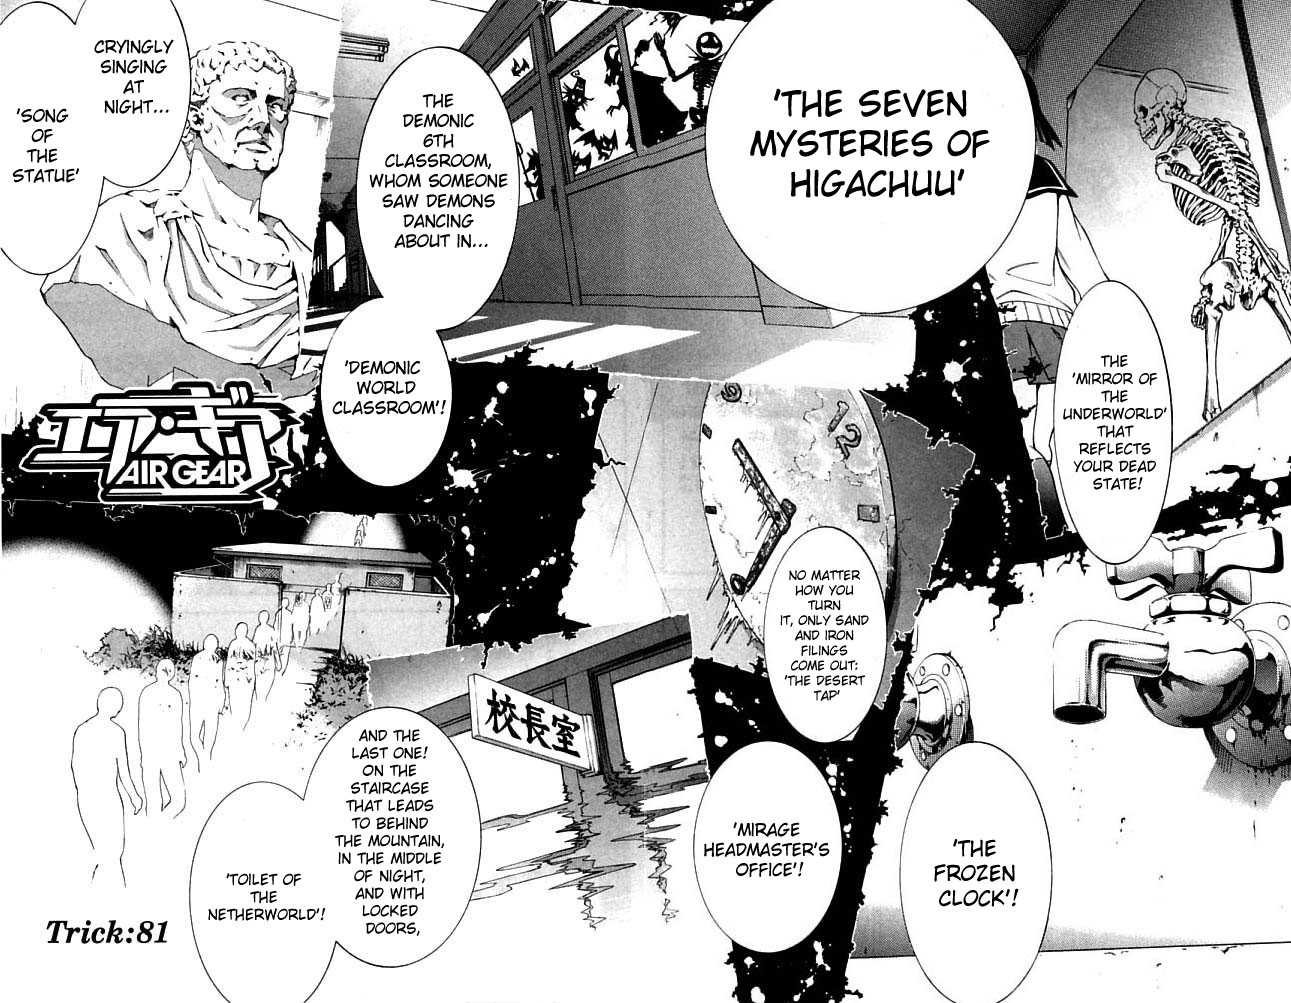 'THE SEVEN
MYSTERIES OF
HIGACHUU'
THE
'MIRROR OF
THE
UNDERWORLD'
THAT
REFLECTS
YOUR DEAD
STATE!
THE
DEMONIC
6TH
CLASSROOM,
WHOM SOMEONE
SAW DEMONS
DANCING
ABOUT IN...
'DEMONIC
WORLD
CLASSROOM'!
CRYINGLY
SINGING
AT
NIGHT...
'SONG
OF
THE
STATUE'
エア・ギア
AIR GEAR
9
12
NO MATTER
HOW YOU
TURN
IT, ONLY SAND
AND IRON
FILINGS
COME OUT:
'THE DESERT
TAP'
'THE
FROZEN
CLOCK'!
'MIRAGE
HEADMASTER'S
OFFICE'!
校長室
AND THE
LAST ONE!
ON THE
STAIRCASE
THAT LEADS
TO BEHIND
THE MOUNTAIN,
IN THE MIDDLE
OF NIGHT,
AND WITH
LOCKED
DOORS,
'TOILET OF
THE
NETHERWORLD'!
Trick:81